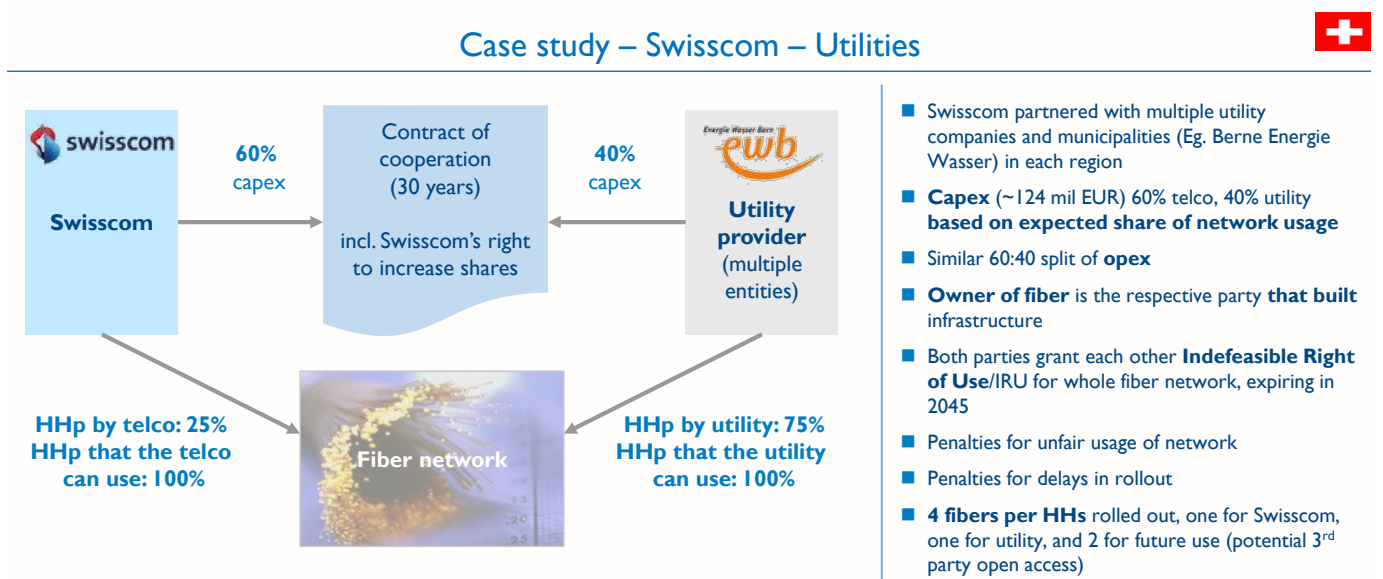 Case study – Swisscom – Utilities
swisscom
Swisscom
60%
capex
Contract of
cooperation
(30 years)
incl. Swisscom's right
to increase shares
40%
capex
Energie Wasser Bern
ewb
Utility
provider
(multiple
entities)
HHp by telco: 25%
HHp that the telco
can use: 100%
Fiber network
HHp by utility: 75%
HHp that the utility
can use: 100%
■ Swisscom partnered with multiple utility
companies and municipalities (Eg. Berne Energie
Wasser) in each region
■ Capex (~124 mil EUR) 60% telco, 40% utility
based on expected share of network usage
■ Similar 60:40 split of opex
■ Owner of fiber is the respective party that built
infrastructure
■ Both parties grant each other Indefeasible Right
of Use/IRU for whole fiber network, expiring in
2045
■ Penalties for unfair usage of network
■ Penalties for delays in rollout
■ 4 fibers per HHs rolled out, one for Swisscom,
one for utility, and 2 for future use (potential 3rd
party open access)